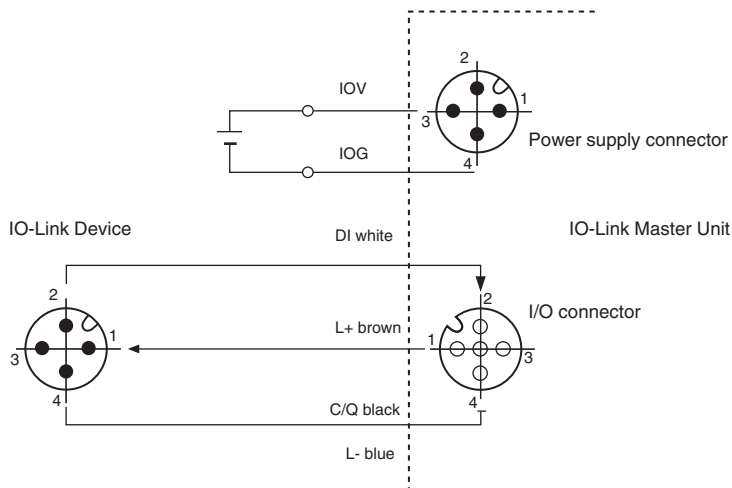 2
IOV
1
3
Power supply connector
IOG
4
IO-Link Device
IO-Link Master Unit
DI white
2
2
I/O connector
L+ brown
1
1
3
3
4
4
C/Q black
L- blue